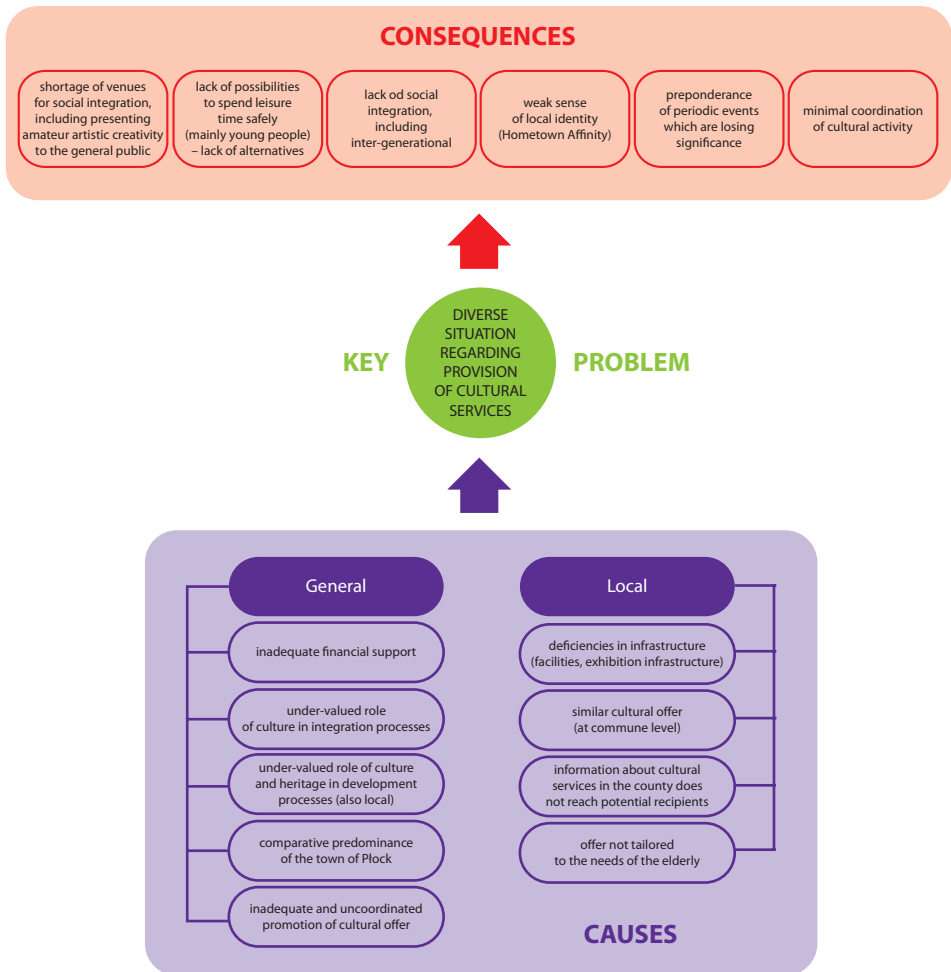 CONSEQUENCES
shortage of venues
for social integration,
including presenting
amateur artistic creativity
to the general public
lack of possibilities
to spend leisure
time safely
(mainly young people)
– lack of alternatives
lack od social
integration,
including
inter-generational
weak sense
of local identity
(Hometown Affinity)
preponderance
of periodic events
which are losing
significance
minimal coordination
of cultural activity
KEY
DIVERSE
SITUATION
REGARDING
PROVISION
OF CULTURAL
SERVICES
PROBLEM
General
inadequate financial support
under-valued role
of culture in integration processes
under-valued role of culture
and heritage in development
processes (also local)
comparative predominance
of the town of Płock
inadequate and uncoordinated
promotion of cultural offer
Local
deficiencies in infrastructure
(facilities, exhibition infrastructure)
similar cultural offer
(at commune level)
information about cultural
services in the county does
not reach potential recipients
offer not tailored
to the needs of the elderly
CAUSES